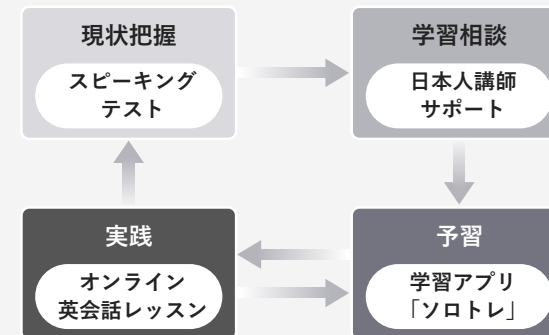 現状把握
スピーキング
テスト
学習相談
日本人講師
サポート
実践
オンライン
英会話レッスン
予習
学習アプリ
「ソロトレ」